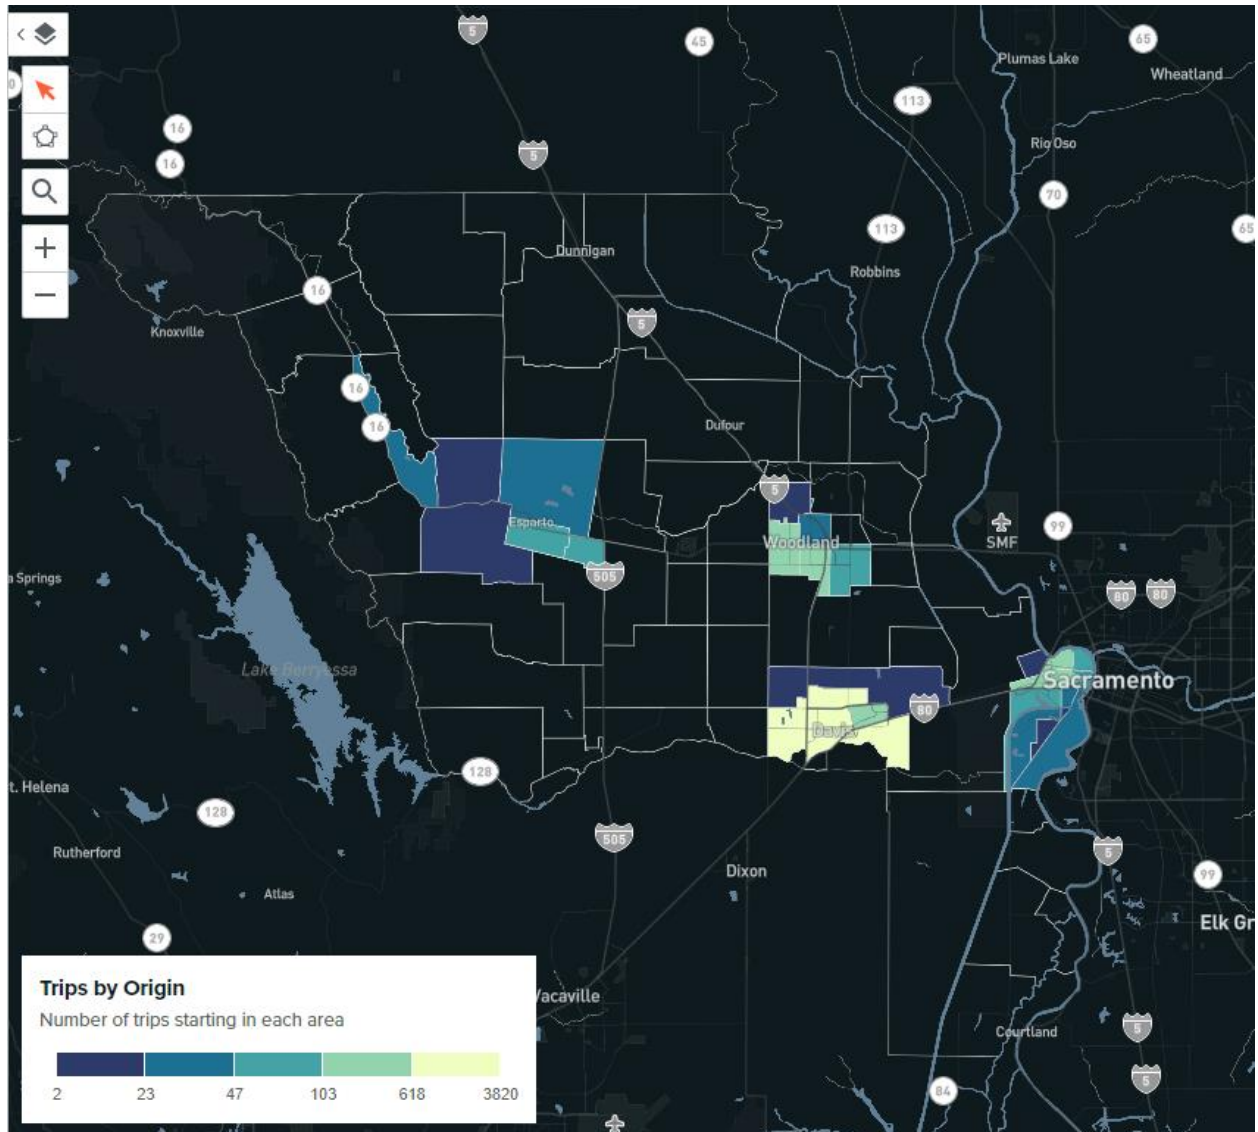 5
45
65
Plumas Lake
Wheatland
113
16
5
Rio Oso
16
70
113
65
Dunnigan
Robbins
16
5
Knoxville
16
16
Dufour
5
Esparto
Woodland
SMF
99
505
a Springs
80
80
Lake Berryessa
Sacramento
80
Davis
128
t. Helena
128
505
5
Rutherford
Dixon
99
Atlas
Elk Gr
29
Vacaville
5
Courtland
5
84
Trips by Origin
Number of trips starting in each area
2 23 47 103 618 3820